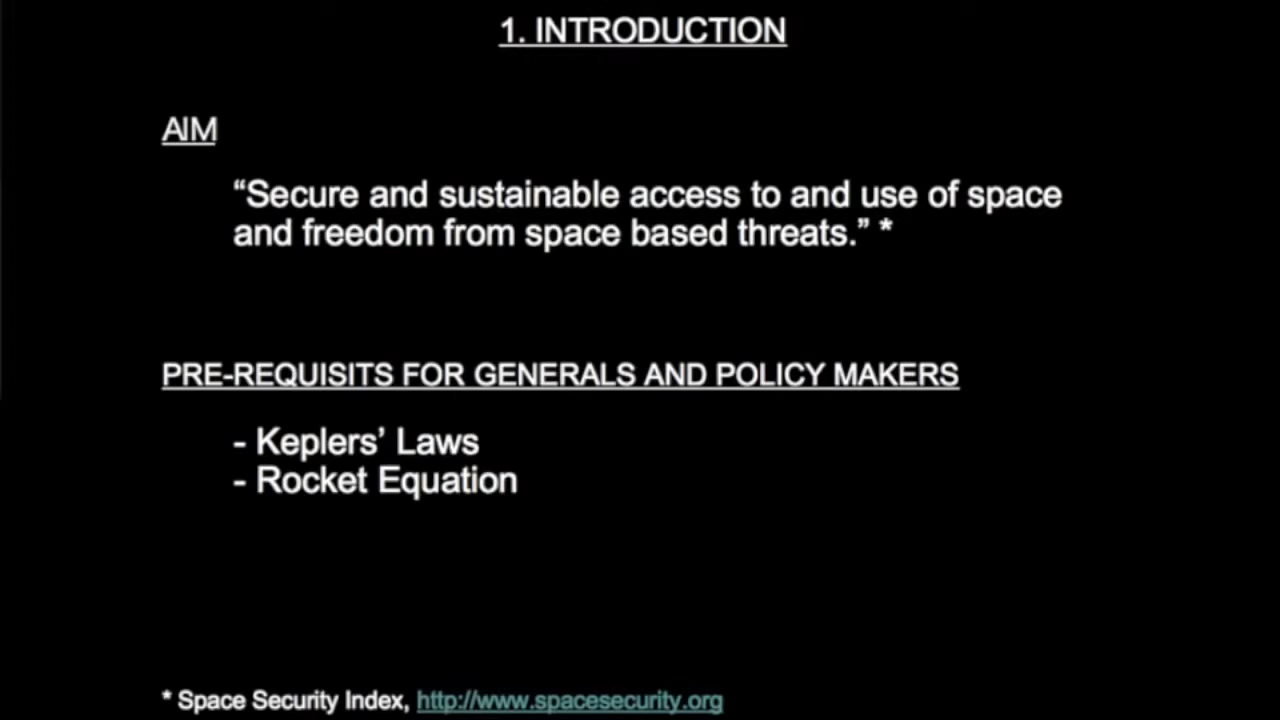 1. INTRODUCTION
AIM
“Secure and sustainable access to and use of space
and freedom from space based threats.” *
PRE-REQUISITS FOR GENERALS AND POLICY MAKERS
- Keplers’ Laws
- Rocket Equation
* Space Security Index, http://www.spacesecurity.org